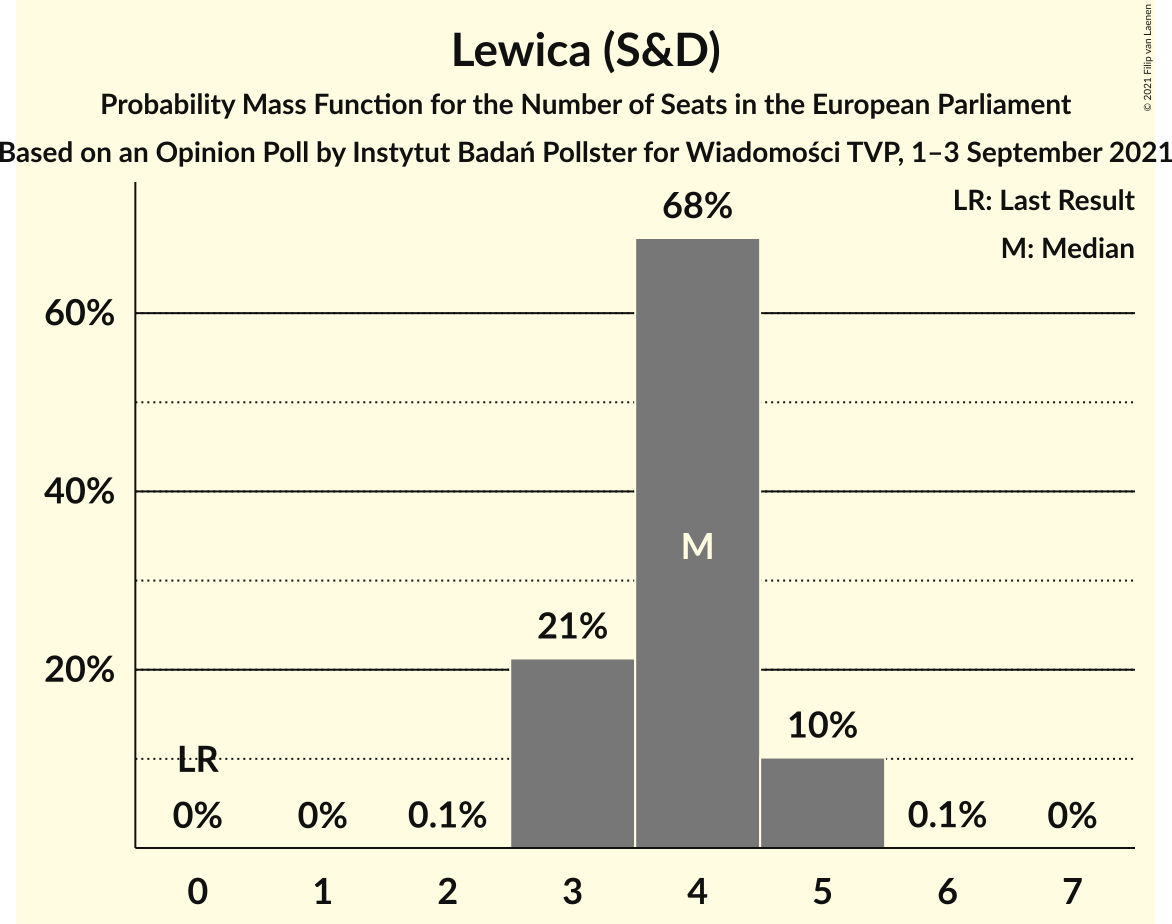 Lewica (S&D)
Probability Mass Function for the Number of Seats in the European Parliament
Based on an Opinion Poll by Instytut Badań Pollster for Wiadomości TVP, 1–3 September 2021
© 2021 Filip van Laenen
LR: Last Result
M: Median
68%
60%
40%
M
21%
20%
10%
LR
0%
0%
0.1%
0.1%
0%
0 1 2 3 4 5 6 7